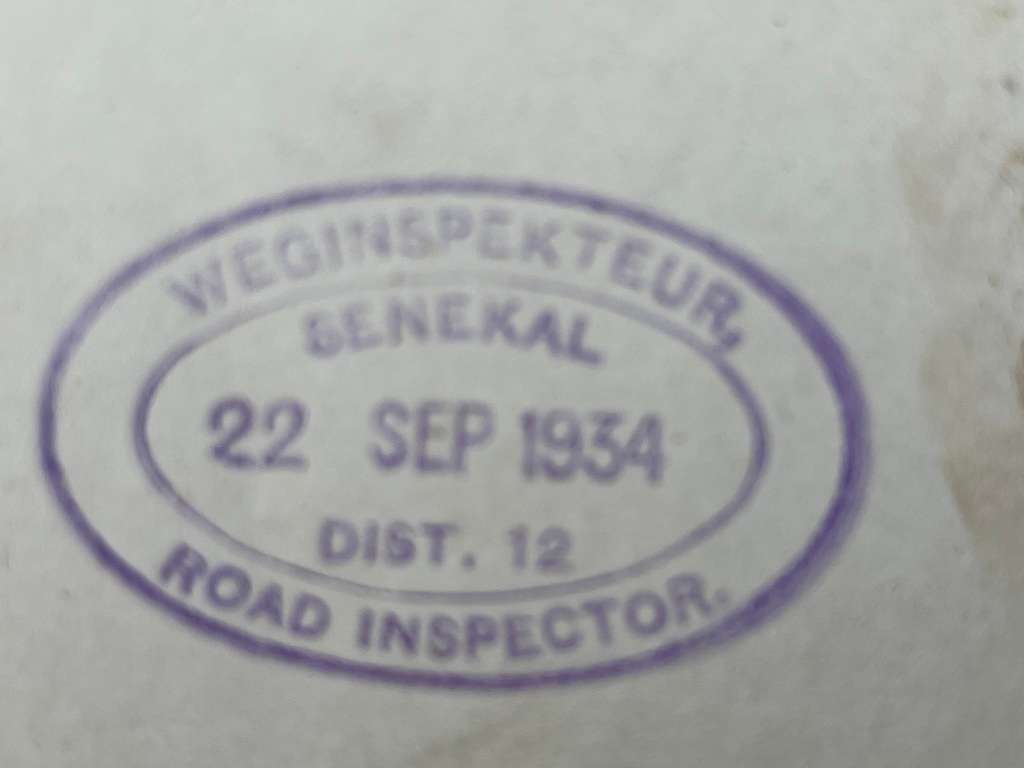 WEGINSPEKTEUR,
SENEKAL
22 SEP 1934
DIST. 12
ROAD INSPECTOR.